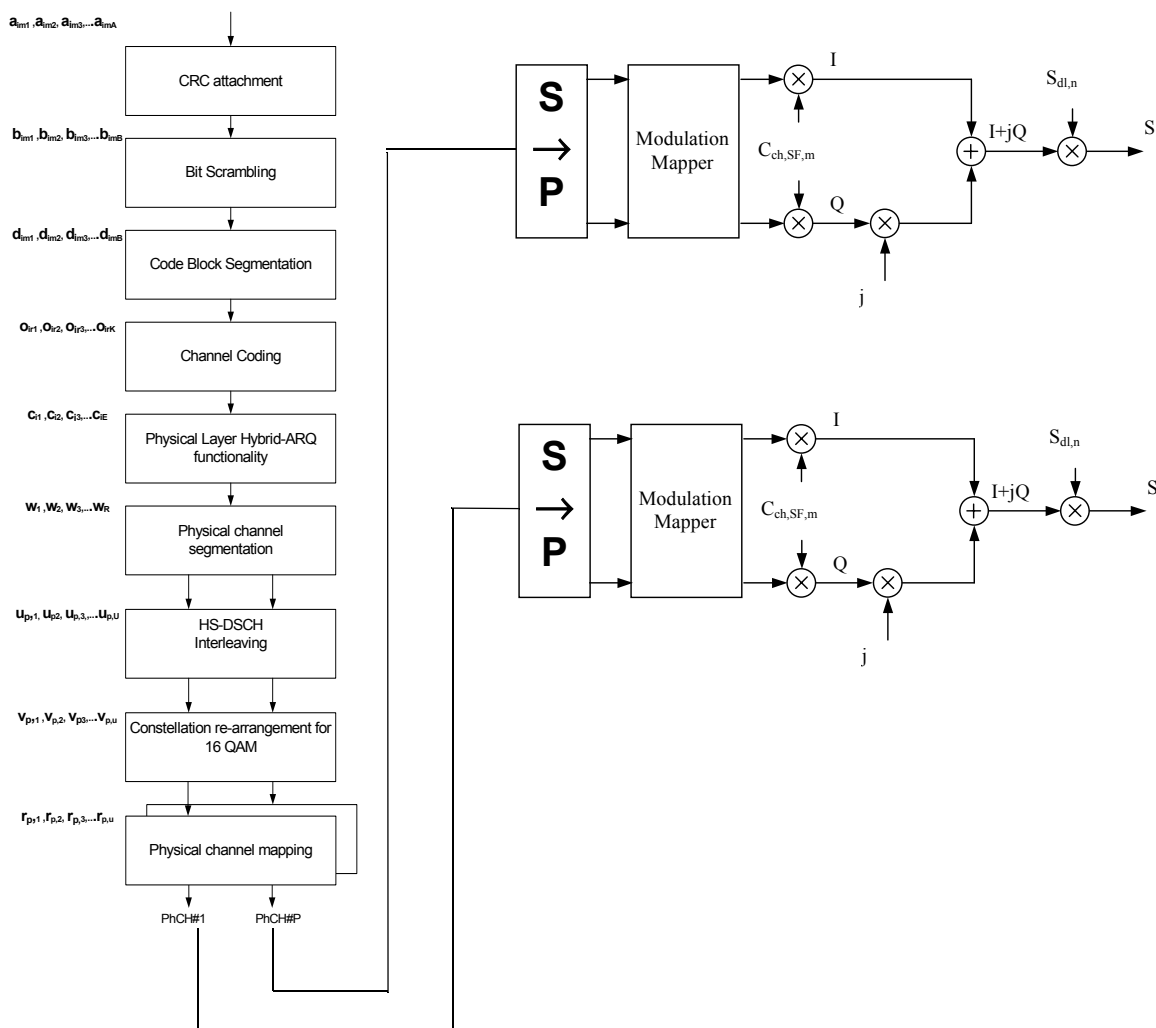 a_im1 ,a_im2, a_im3,...a_imA
CRC attachment
b_im1 ,b_im2, b_im3,...b_imB
Bit Scrambling
d_im1 ,d_im2, d_im3,...d_imB
Code Block Segmentation
o_ir1 ,o_ir2, o_ir3,...o_irK
Channel Coding
c_i1 ,c_i2, c_i3,...c_iE
Physical Layer Hybrid-ARQ
functionality
w_1 ,w_2, w_3,...w_R
Physical channel
segmentation
u_p,1, u_p2, u_p,3,...u_p,U
HS-DSCH
Interleaving
v_p,1 ,v_p,2, v_p3,...v_p,u
Constellation re-arrangement for
16 QAM
r_p,1 ,r_p,2, r_p,3,...r_p,u
Physical channel mapping
PhCH#1
PhCH#P
S
→
P
Modulation
Mapper
I
C_ch,SF,m
Q
j
I+jQ
S_dl,n
S
S
→
P
Modulation
Mapper
I
C_ch,SF,m
Q
j
I+jQ
S_dl,n
S